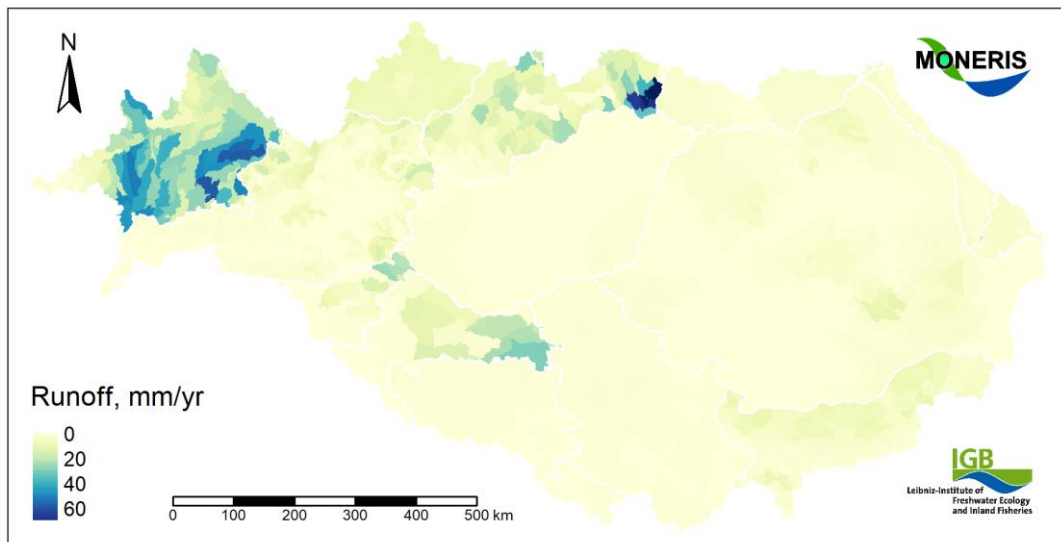 N
MONERIS
Runoff, mm/yr
0
20
40
60
0 100 200 300 400 500 km
IGB
Leibniz-Institute of
Freshwater Ecology
and Inland Fisheries